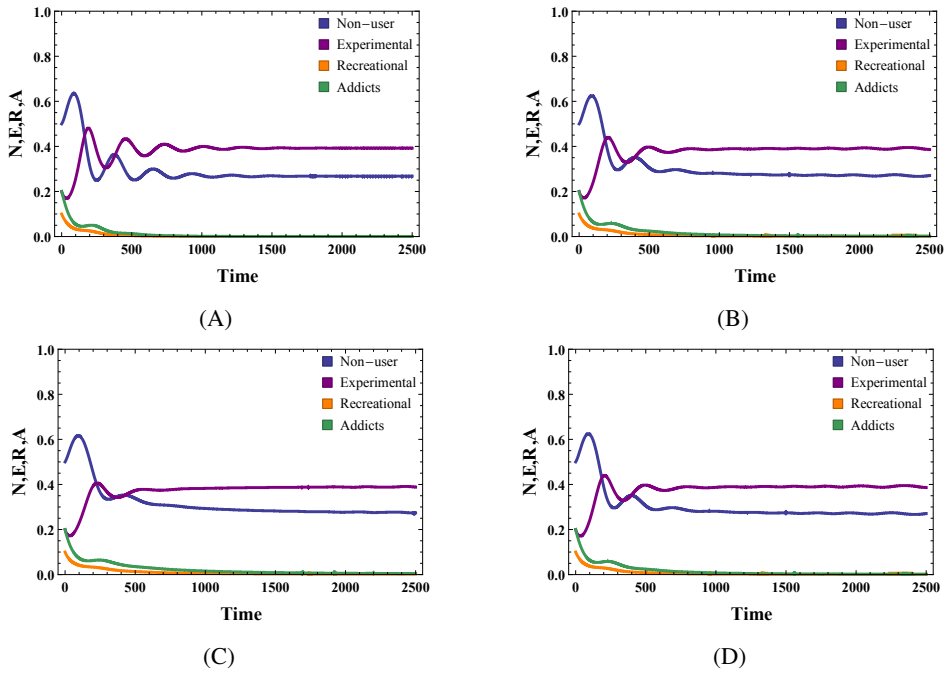 1.0
0.8
0.6
0.4
0.2
0.0
N,E,R,A
0 500 1000 1500 2000 2500
Time
Non−user
Experimental
Recreational
Addicts
(A)
1.0
0.8
0.6
0.4
0.2
0.0
N,E,R,A
0 500 1000 1500 2000 2500
Time
Non−user
Experimental
Recreational
Addicts
(B)
1.0
0.8
0.6
0.4
0.2
0.0
N,E,R,A
0 500 1000 1500 2000 2500
Time
Non−user
Experimental
Recreational
Addicts
(C)
1.0
0.8
0.6
0.4
0.2
0.0
N,E,R,A
0 500 1000 1500 2000 2500
Time
Non−user
Experimental
Recreational
Addicts
(D)